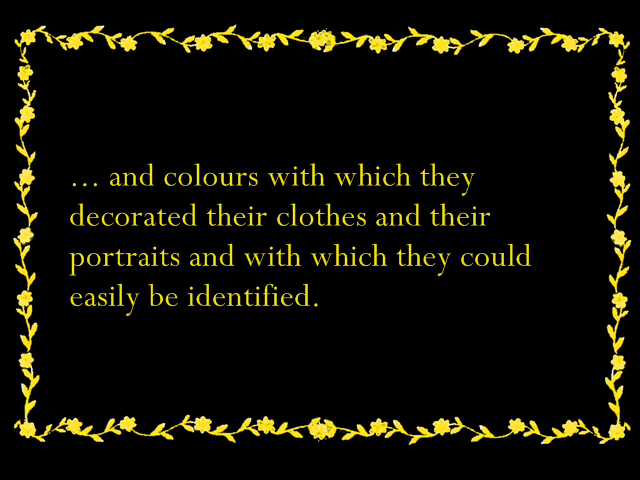 … and colours with which they
decorated their clothes and their
portraits and with which they could
easily be identified.